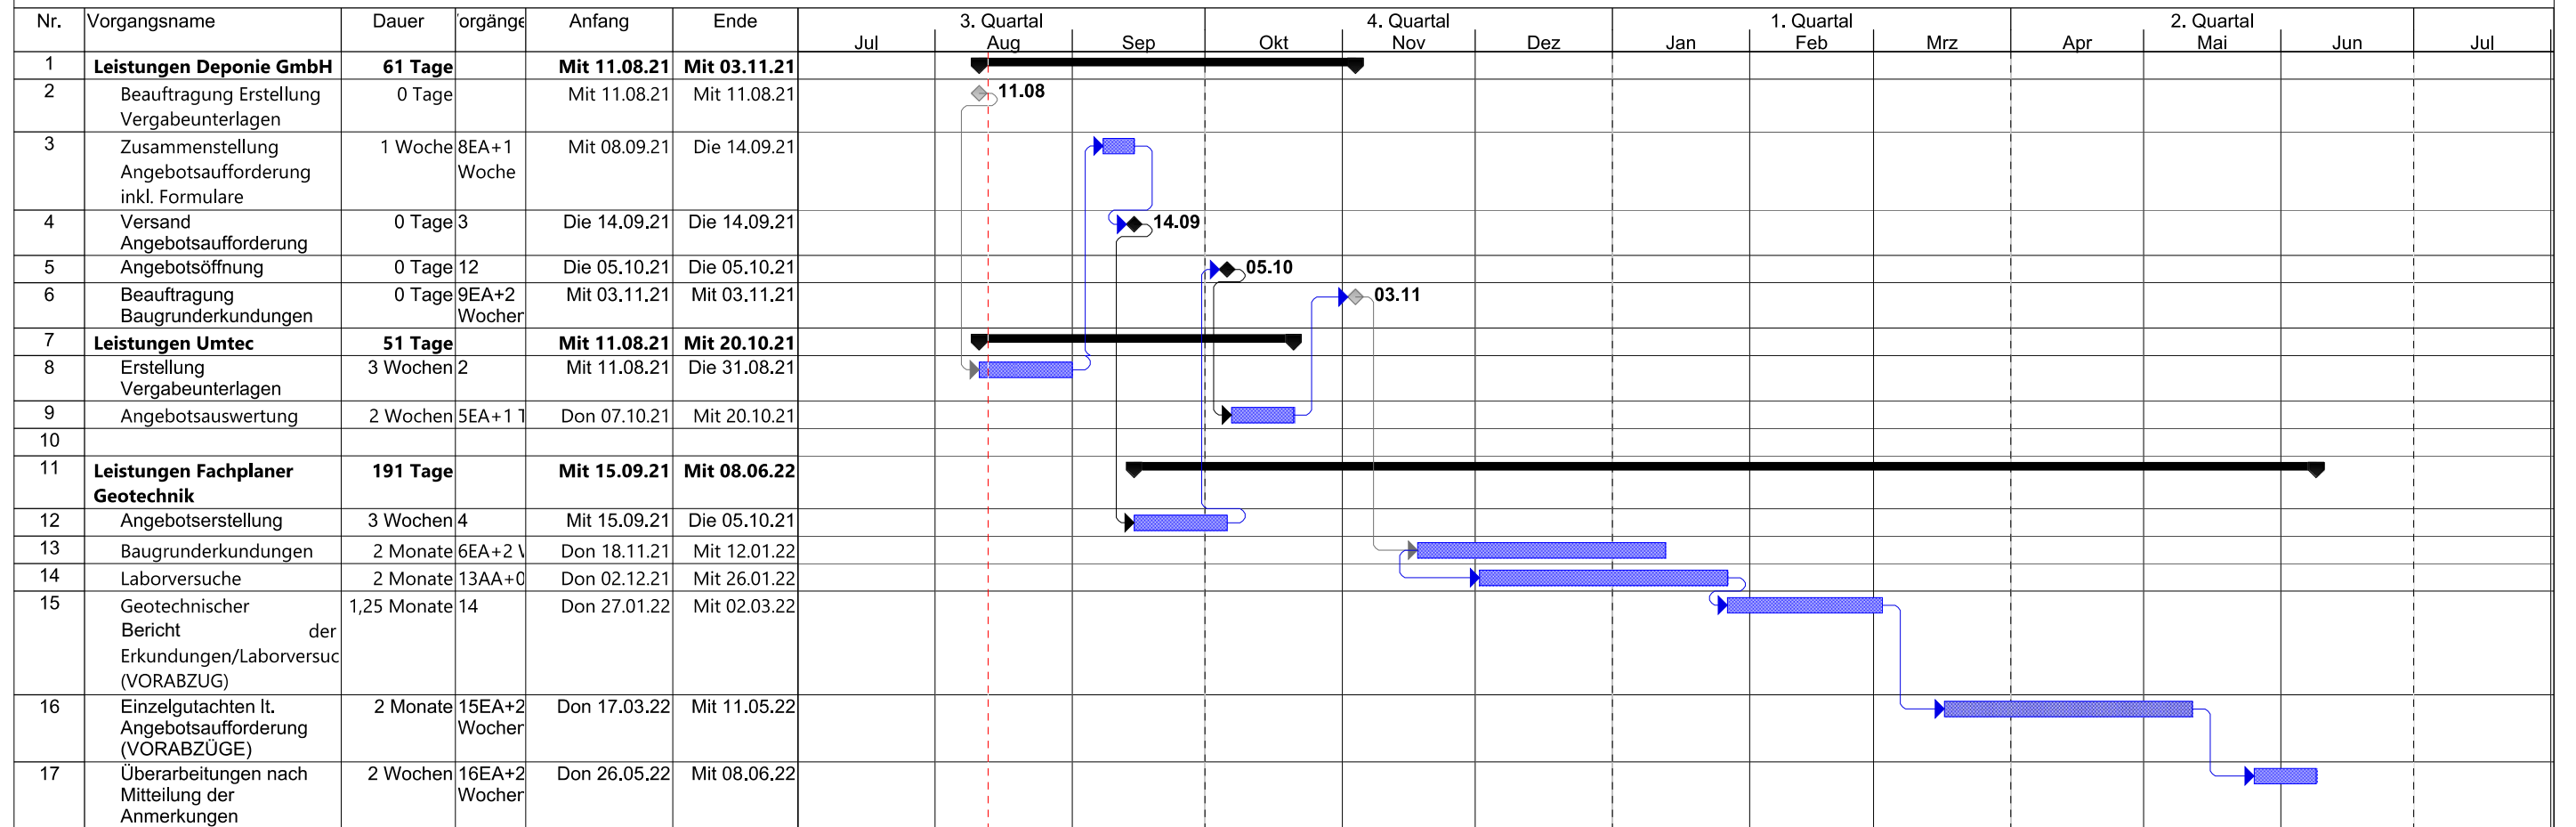 Nr. Vorgangsname Dauer orgänge Anfang Ende 3. Quartal 4. Quartal 1. Quartal 2. Quartal
Jul Aug Sep Okt Nov Dez Jan Feb Mrz Apr Mai Jun Jul
1 Leistungen Deponie GmbH 61 Tage Mit 11.08.21 Mit 03.11.21
2 Beauftragung Erstellung 0 Tage Mit 11.08.21 Mit 11.08.21 11.08
Vergabeunterlagen
3 Zusammenstellung 1 Woche 8EA+1 Mit 08.09.21 Die 14.09.21
Angebotsaufforderung Woche
inkl. Formulare
4 Versand 0 Tage 3 Die 14.09.21 Die 14.09.21 14.09
Angebotsaufforderung
5 Angebotsöffnung 0 Tage 12 Die 05.10.21 Die 05.10.21 05.10
6 Beauftragung 0 Tage 9EA+2 Mit 03.11.21 Mit 03.11.21 03.11
Baugrunderkundungen Wochen
7 Leistungen Umtec 51 Tage Mit 11.08.21 Mit 20.10.21
8 Erstellung 3 Wochen 2 Mit 11.08.21 Die 31.08.21
Vergabeunterlagen
9 Angebotsauswertung 2 Wochen 5EA+1 T Don 07.10.21 Mit 20.10.21
10
11 Leistungen Fachplaner 191 Tage Mit 15.09.21 Mit 08.06.22
Geotechnik
12 Angebotserstellung 3 Wochen 4 Mit 15.09.21 Die 05.10.21
13 Baugrunderkundungen 2 Monate 6EA+2 W Don 18.11.21 Mit 12.01.22
14 Laborversuche 2 Monate 13AA+0 Don 02.12.21 Mit 26.01.22
15 Geotechnischer 1,25 Monate 14 Don 27.01.22 Mit 02.03.22
Bericht der
Erkundungen/Laborversuc
(VORABZUG)
16 Einzelgutachten lt. 2 Monate 15EA+2 Don 17.03.22 Mit 11.05.22
Angebotsaufforderung Wochen
(VORABZÜGE)
17 Überarbeitungen nach 2 Wochen 16EA+2 Don 26.05.22 Mit 08.06.22
Mitteilung der Wochen
Anmerkungen